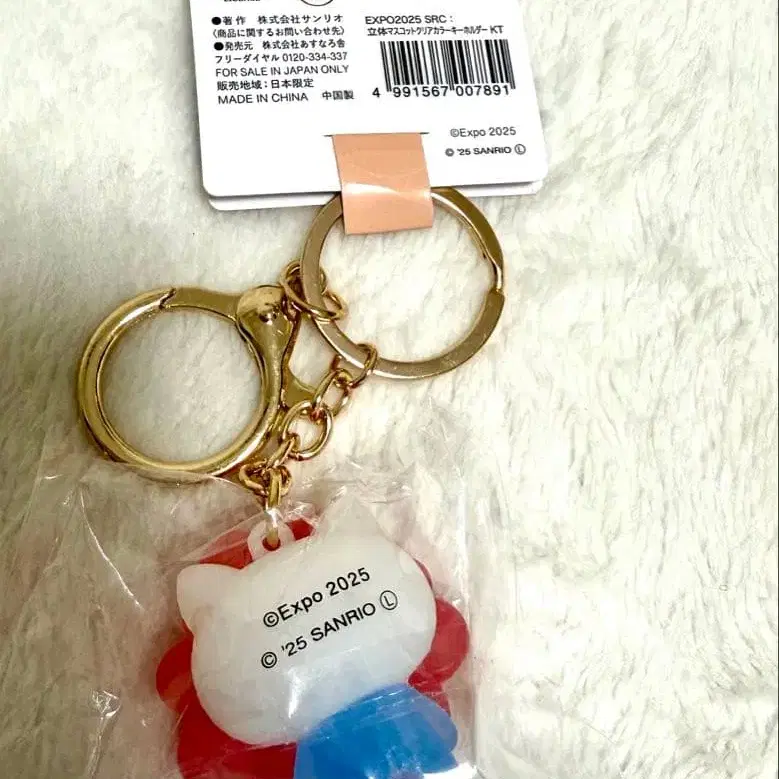 ●著作 株式会社サンリオ
〈商品に関するお問い合わせ先〉
●発売元 株式会社あすなろ舎
フリーダイヤル 0120-334-337
FOR SALE IN JAPAN ONLY
販売地域:日本限定
MADE IN CHINA 中国製
EXPO2025 SRC:
立体マスコットクリアカラーキーホルダー KT
4 991567 007891
©Expo 2025
© '25 SANRIO Ⓛ
©Expo 2025
© '25 SANRIO Ⓛ